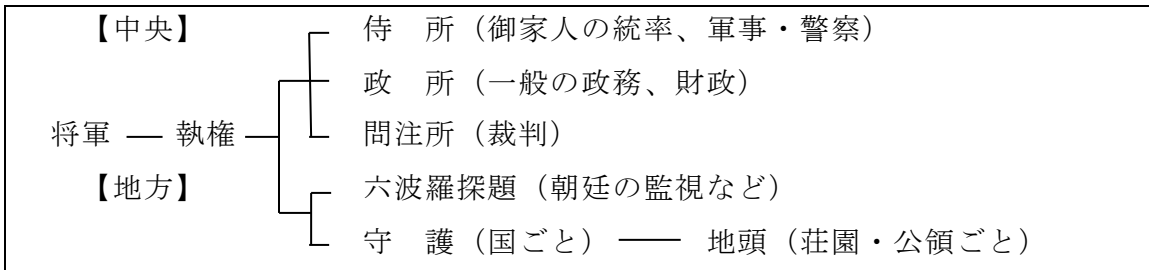 【中央】 侍　所（御家人の統率、軍事・警察）
政　所（一般の政務、財政）
将軍 ― 執権 問注所（裁判）
【地方】 六波羅探題（朝廷の監視など）
守　護（国ごと） ―― 地頭（荘園・公領ごと）